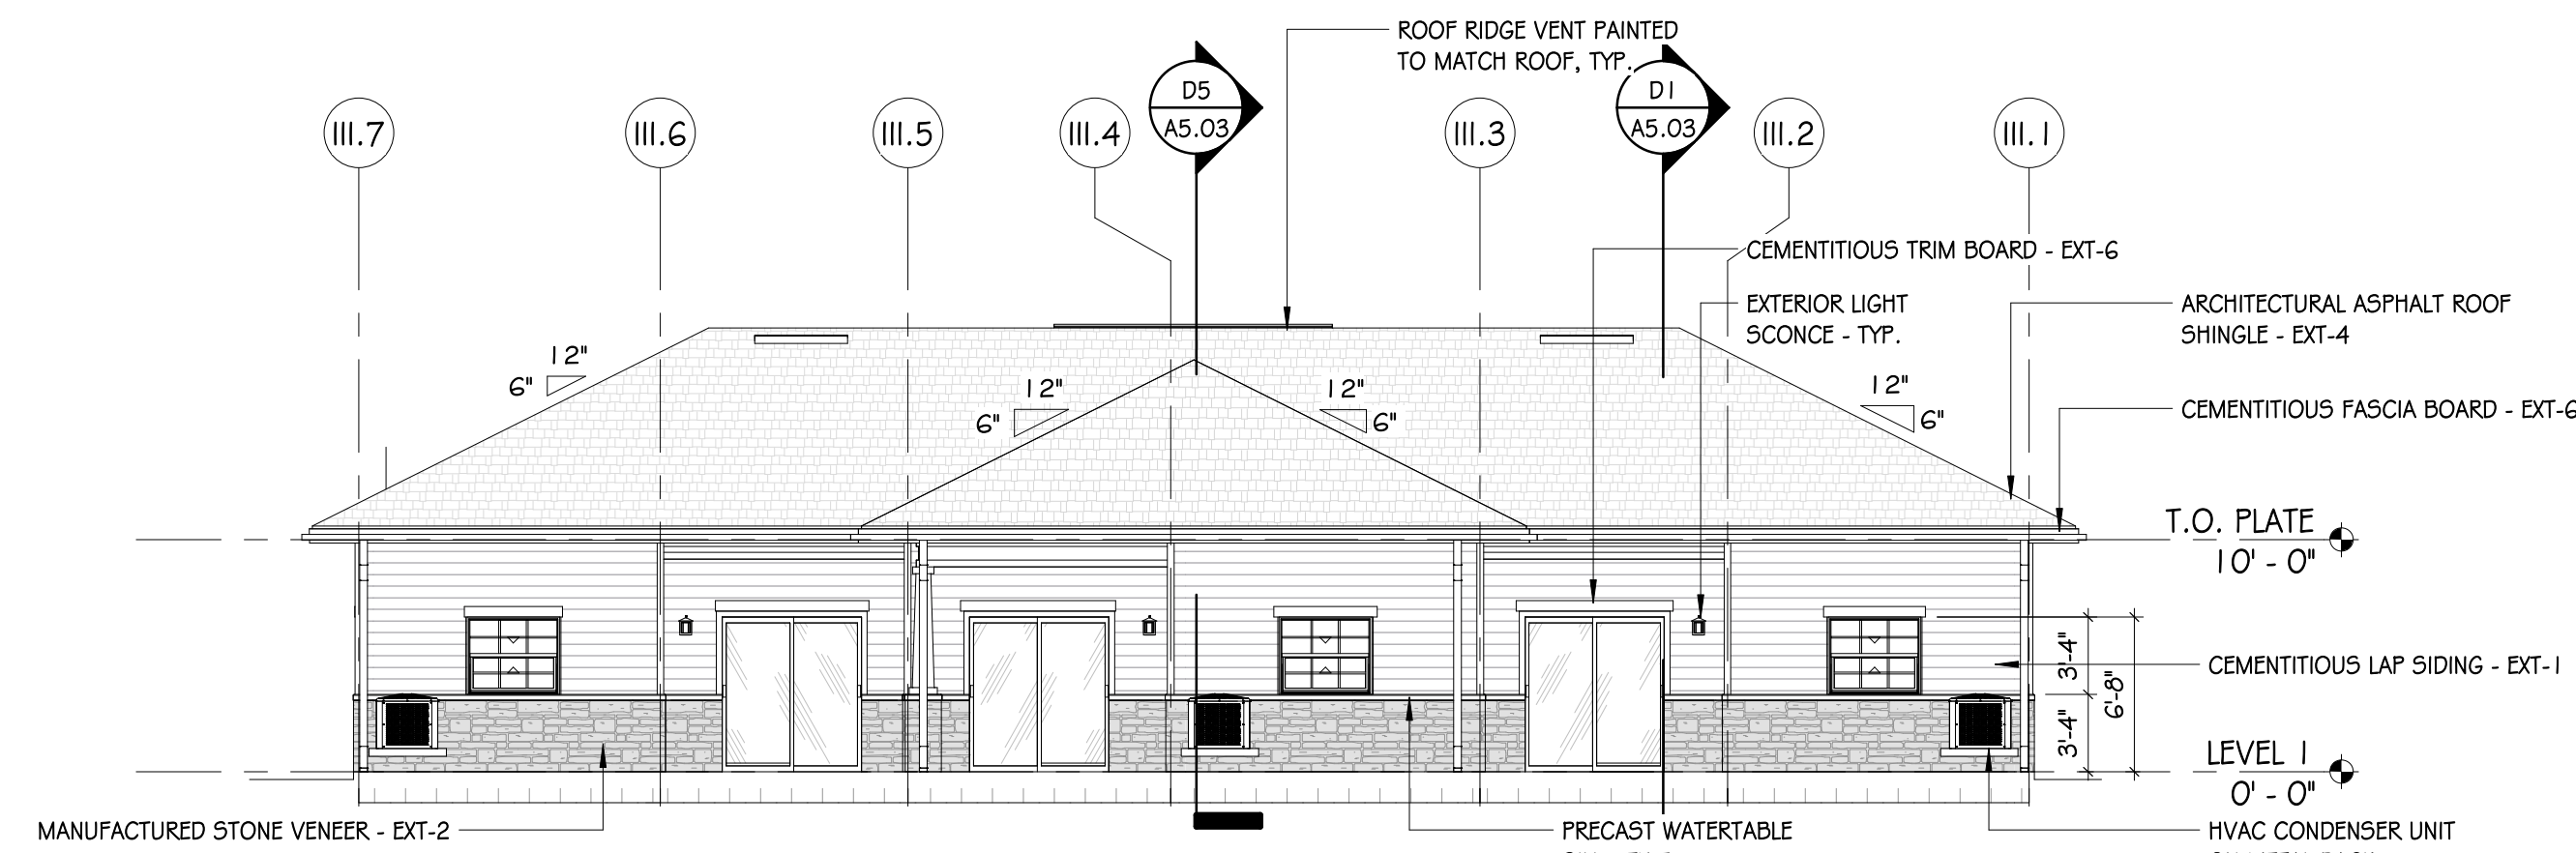 ROOF RIDGE VENT PAINTED
TO MATCH ROOF, TYP.
D5
A5.03
D1
A5.03
III.7
III.6
III.5
III.4
III.3
III.2
III.1
CEMENTITIOUS TRIM BOARD - EXT-6
EXTERIOR LIGHT
SCONCE - TYP.
ARCHITECTURAL ASPHALT ROOF
SHINGLE - EXT-4
CEMENTITIOUS FASCIA BOARD - EXT-6
12"
6"
12"
6"
12"
6"
12"
6"
T.O. PLATE
10' - 0"
3'-4"
6'-8"
3'-4"
CEMENTITIOUS LAP SIDING - EXT-1
LEVEL 1
0' - 0"
MANUFACTURED STONE VENEER - EXT-2
PRECAST WATERTABLE
HVAC CONDENSER UNIT